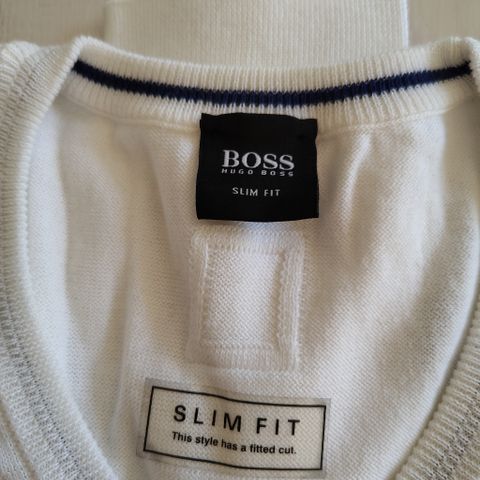 BOSS
HUGO BOSS
SLIM FIT
SLIM FIT
This style has a fitted cut.